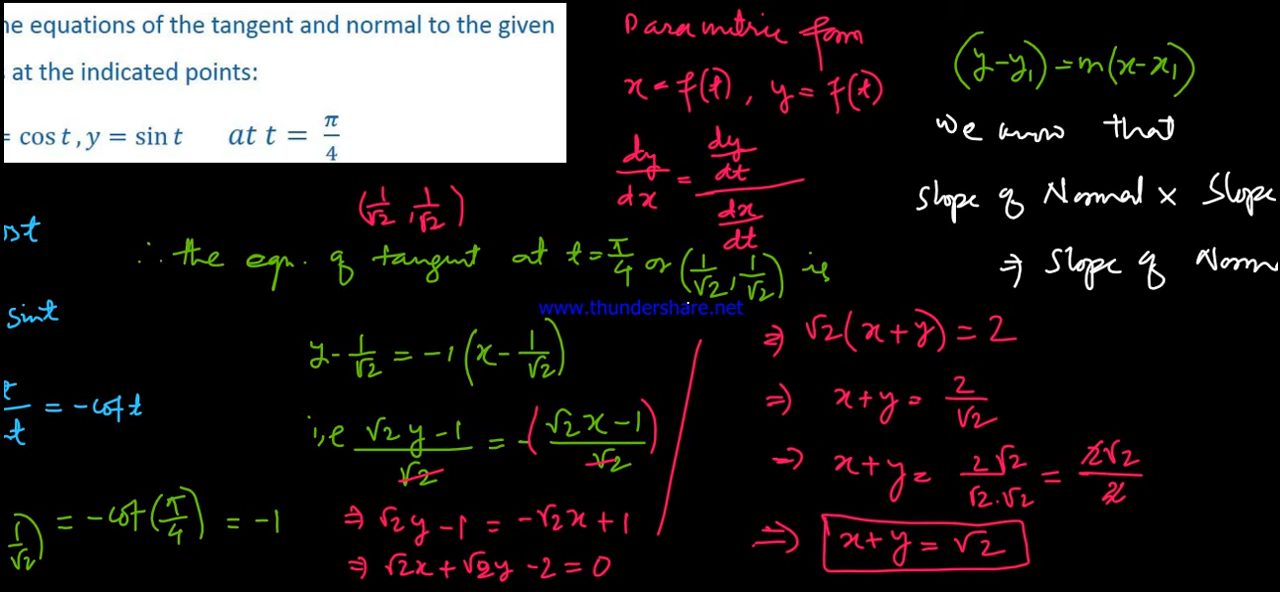 he equations of the tangent and normal to the given
at the indicated points:
= cos t , y = sin t at t = π/4
Parametric form
x = f(t), y = f(t)
dy/dx = (dy/dt)/(dx/dt)
(y-y₁) = m(x-x₁)
we know that
Slope of Normal × Slope
⇒ Slope of Norm
(1/√2, 1/√2)
ost
∴ the eqn. of tangent at t = π/4 or (1/√2, 1/√2) is
www.thundershare.net
sint
t/t = -cot t
1/√2) = -cot(π/4) = -1
y - 1/√2 = -1(x - 1/√2)
i,e (√2y-1)/√2 = -((√2x-1)/√2)
⇒ √2y - 1 = -√2x + 1
⇒ √2x + √2y - 2 = 0
⇒ √2(x+y) = 2
⇒ x+y = 2/√2
⇒ x+y = 2√2/√2.√2 = 2√2/2
⇒ x+y = √2